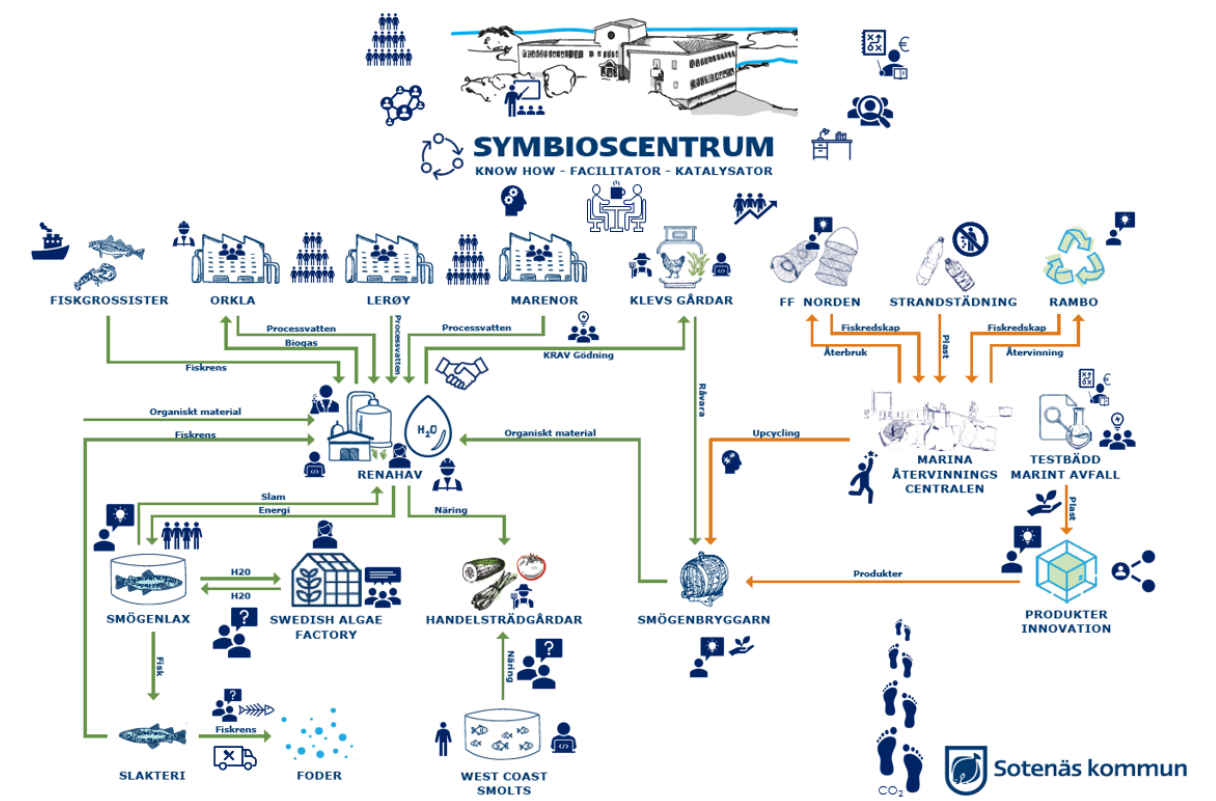 SYMBIOSCENTRUM
KNOW HOW - FACILITATOR - KATALYSATOR
FISKGROSSISTER
ORKLA
LERØY
MARENOR
KLEVS GÅRDAR
FF NORDEN
STRANDSTÄDNING
RAMBO
Processvatten
Biogas
Processvatten
Processvatten
KRAV Gödning
Fiskrens
Fiskredskap
Återbruk
Plast
Fiskredskap
Återvinning
Råvara
Organiskt material
Fiskrens
H2O
RENAHAV
Organiskt material
Upcycling
MARINA
ÅTERVINNINGS
CENTRALEN
TESTBÄDD
MARINT AVFALL
Slam
Energi
Näring
Plast
H20
H20
SMÖGENLAX
SWEDISH ALGAE
FACTORY
HANDELSTRÄDGÅRDAR
SMÖGENBRYGGARN
Produkter
PRODUKTER
INNOVATION
Fisk
Näring
Fiskrens
SLAKTERI
FODER
WEST COAST
SMOLTS
CO2
Sotenäs kommun